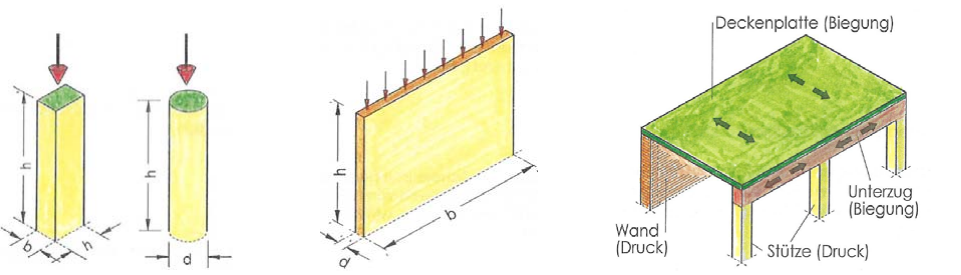 h
b
h
h
d
h
d
b
Deckenplatte (Biegung)
Unterzug
(Biegung)
Wand
(Druck)
Stütze (Druck)